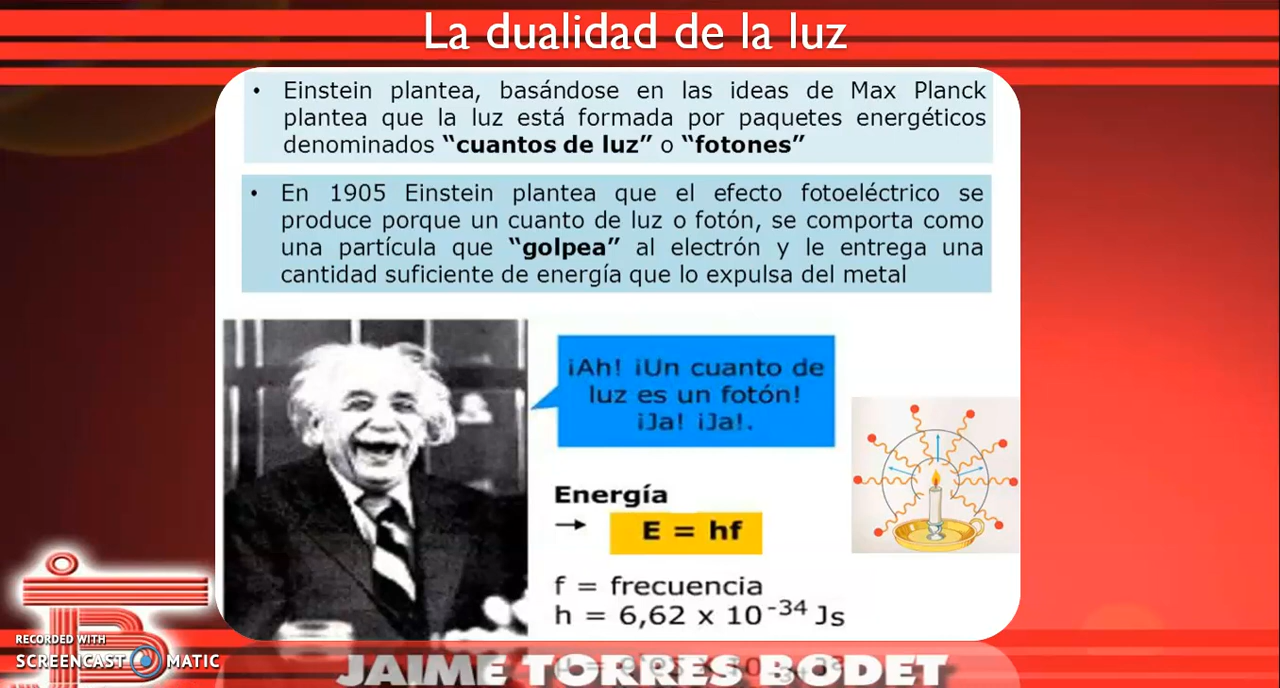 La dualidad de la luz
• Einstein plantea, basándose en las ideas de Max Planck
plantea que la luz está formada por paquetes energéticos
denominados “cuantos de luz” o “fotones”
• En 1905 Einstein plantea que el efecto fotoeléctrico se
produce porque un cuanto de luz o fotón, se comporta como
una partícula que “golpea” al electrón y le entrega una
cantidad suficiente de energía que lo expulsa del metal
¡Ah! ¡Un cuanto de
luz es un fotón!
¡Ja! ¡Ja!.
Energía
→ E = hf
f = frecuencia
h = 6,62 x 10⁻³⁴ Js
RECORDED WITH
SCREENCAST MATIC
JAIME TORRES BODET